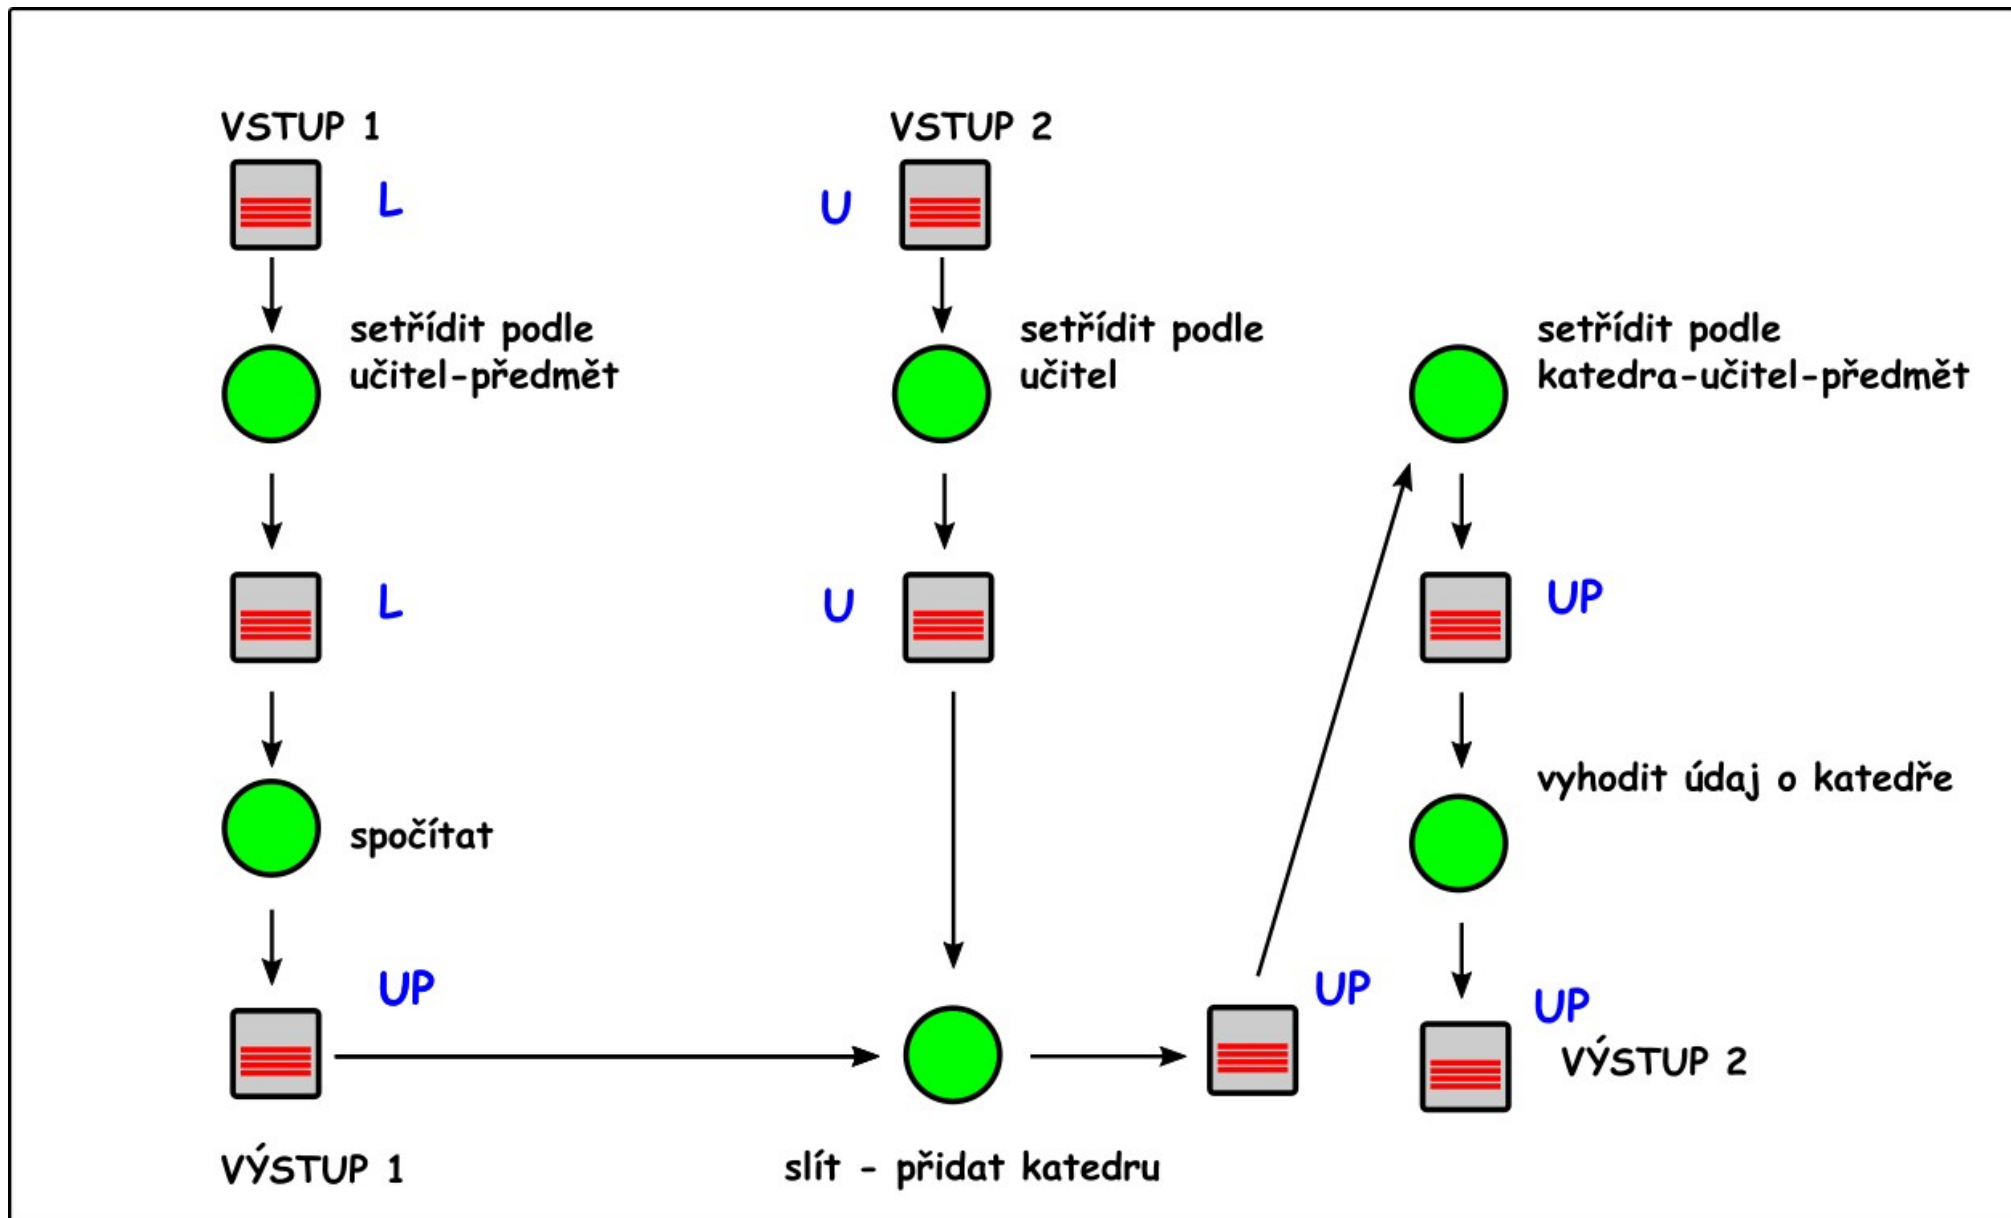 VSTUP 1
L
setřídit podle
učitel-předmět
L
spočítat
UP
VÝSTUP 1
VSTUP 2
U
setřídit podle
učitel
U
slít - přidat katedru
UP
setřídit podle
katedra-učitel-předmět
UP
vyhodit údaj o katedře
UP
VÝSTUP 2